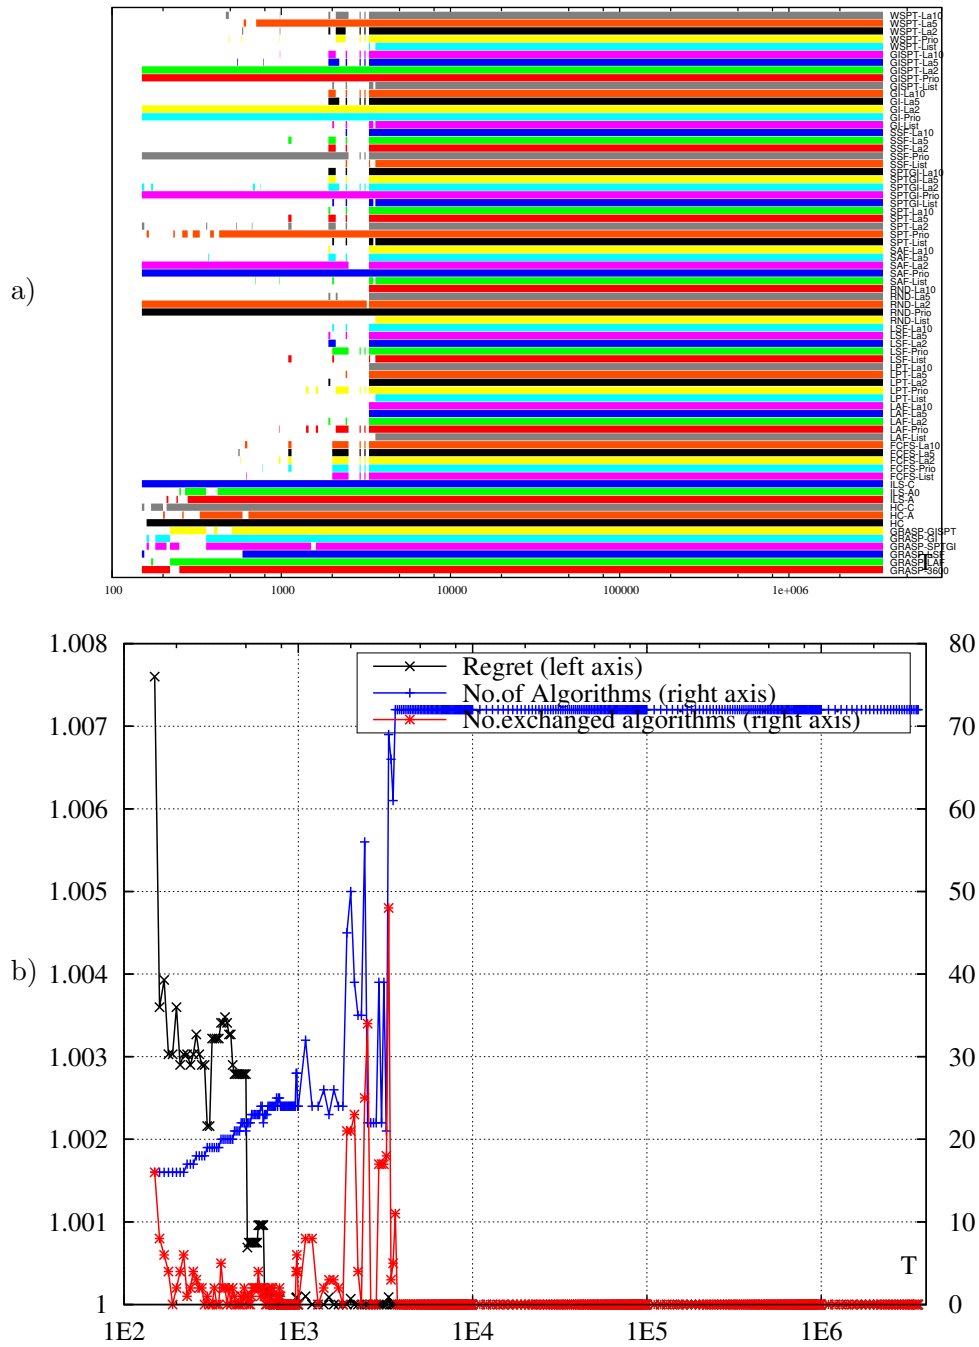 a)
WSPT-La10
WSPT-La5
WSPT-La2
WSPT-Prio
WSPT-List
GISPT-La10
GISPT-La5
GISPT-La2
GISPT-Prio
GISPT-List
GI-La10
GI-La5
GI-La2
GI-Prio
GI-List
SSF-La10
SSF-La5
SSF-La2
SSF-Prio
SSF-List
SPTGI-La10
SPTGI-La5
SPTGI-La2
SPTGI-Prio
SPTGI-List
SPT-La10
SPT-La5
SPT-La2
SPT-Prio
SPT-List
SAF-La10
SAF-La5
SAF-La2
SAF-Prio
SAF-List
RND-La10
RND-La5
RND-La2
RND-Prio
RND-List
LSF-La10
LSF-La5
LSF-La2
LSF-Prio
LSF-List
LPT-La10
LPT-La5
LPT-La2
LPT-Prio
LPT-List
LAF-La10
LAF-La5
LAF-La2
LAF-Prio
LAF-List
FCFS-La10
FCFS-La5
FCFS-La2
FCFS-Prio
FCFS-List
ILS-C
ILS-A0
ILS-A
HC-C
HC-A
HC
GRASP-GISPT
GRASP-GI
GRASP-SPTGI
GRASP-LSF
GRASP-LAF
GRASP-3600
T
100 1000 10000 100000 1e+006
b)
1.008 80
Regret (left axis)
No.of Algorithms (right axis)
No.exchanged algorithms (right axis)
1.007 70
1.006 60
1.005 50
1.004 40
1.003 30
1.002 20
1.001 10
T
1 0
1E2 1E3 1E4 1E5 1E6